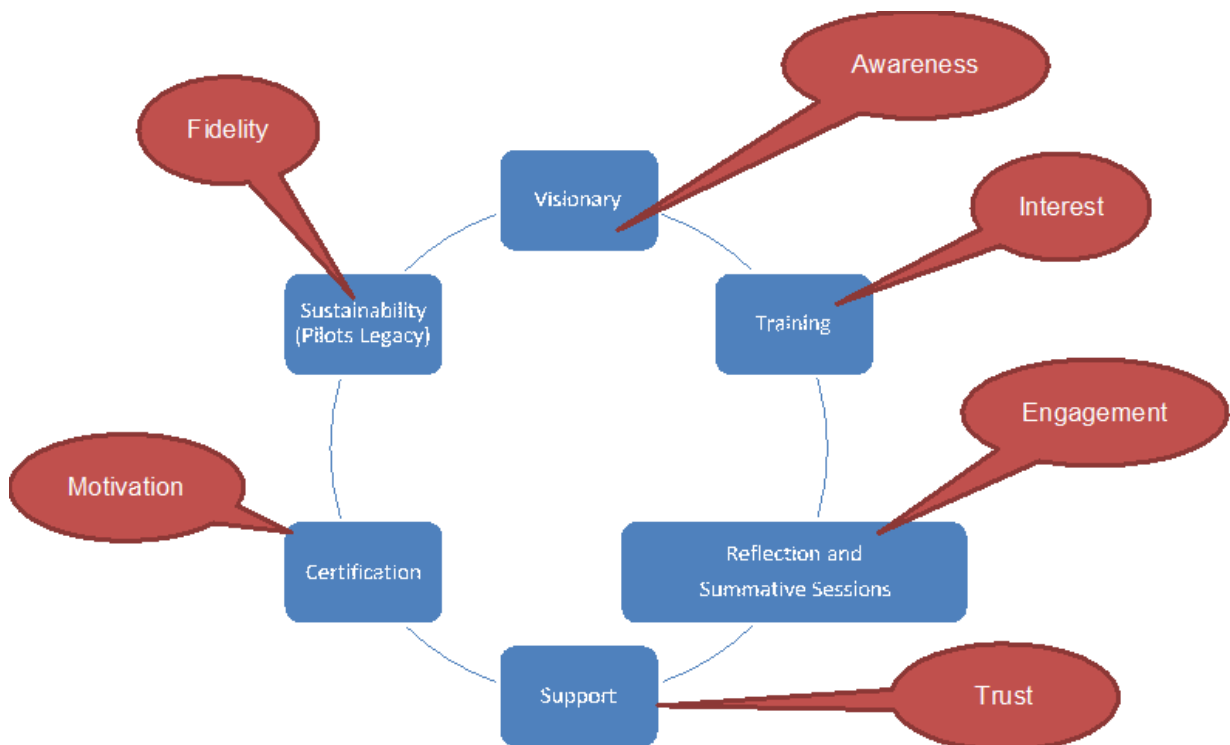 Awareness
Fidelity
Visionary
Interest
Sustainability
(Pilots Legacy)
Training
Engagement
Motivation
Reflection and
Summative Sessions
Certification
Support
Trust